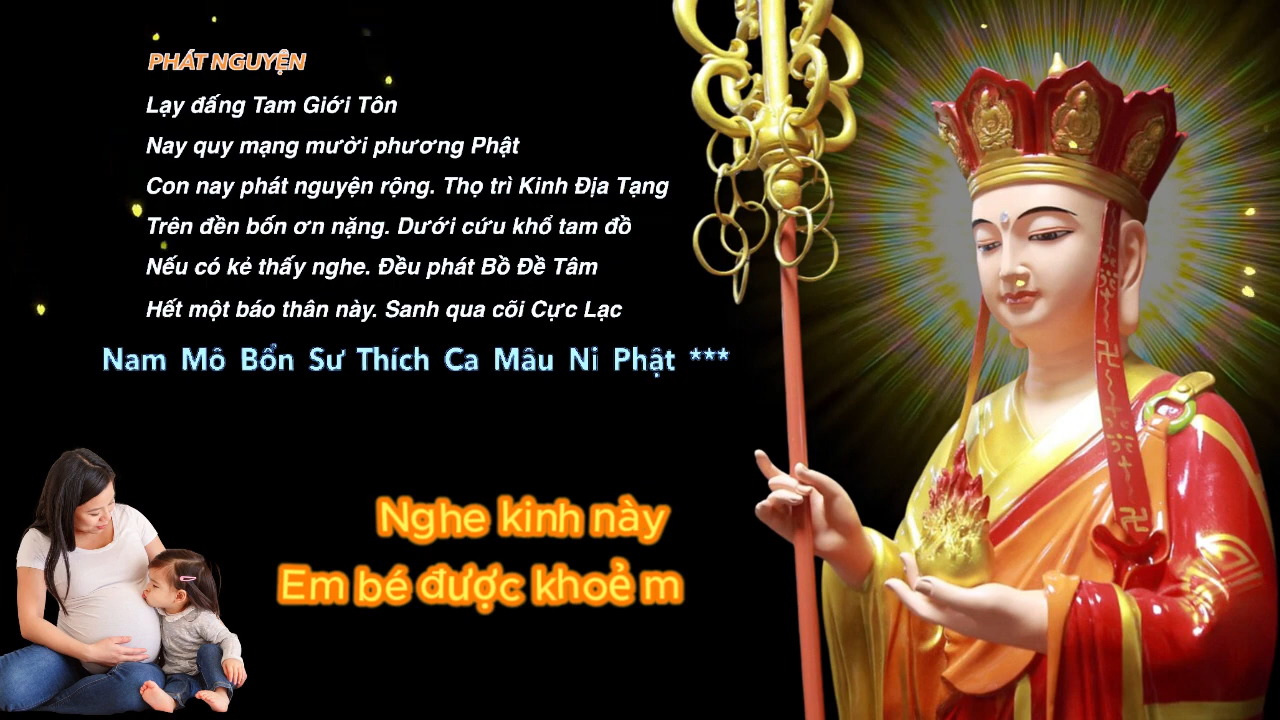 PHÁT NGUYỆN
Lạy đấng Tam Giới Tôn
Nay quy mạng mười phương Phật
Con nay phát nguyện rộng. Thọ trì Kinh Địa Tạng
Trên đền bốn ơn nặng. Dưới cứu khổ tam đồ
Nếu có kẻ thấy nghe. Đều phát Bồ Đề Tâm
Hết một báo thân này. Sanh qua cõi Cực Lạc
Nam Mô Bổn Sư Thích Ca Mâu Ni Phật ***
Nghe kinh này
Em bé được khoẻ m